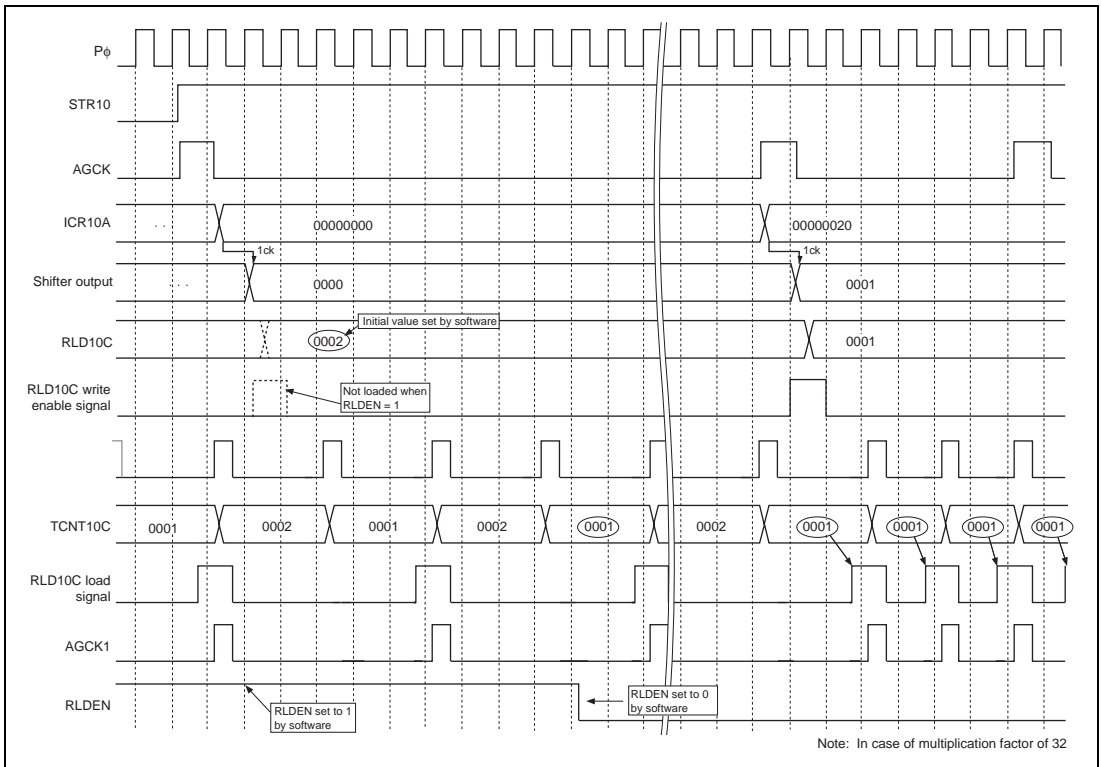 Pφ
STR10
AGCK
ICR10A
. .
00000000
00000020
1ck
1ck
Shifter output
. . .
0000
0001
Initial value set by software
RLD10C
0002
0001
RLD10C write
enable signal
Not loaded when
RLDEN = 1
TCNT10C
0001
0002
0001
0002
0001
0002
0001
0001
0001
0001
RLD10C load
signal
AGCK1
RLDEN
RLDEN set to 1
by software
RLDEN set to 0
by software
Note: In case of multiplication factor of 32